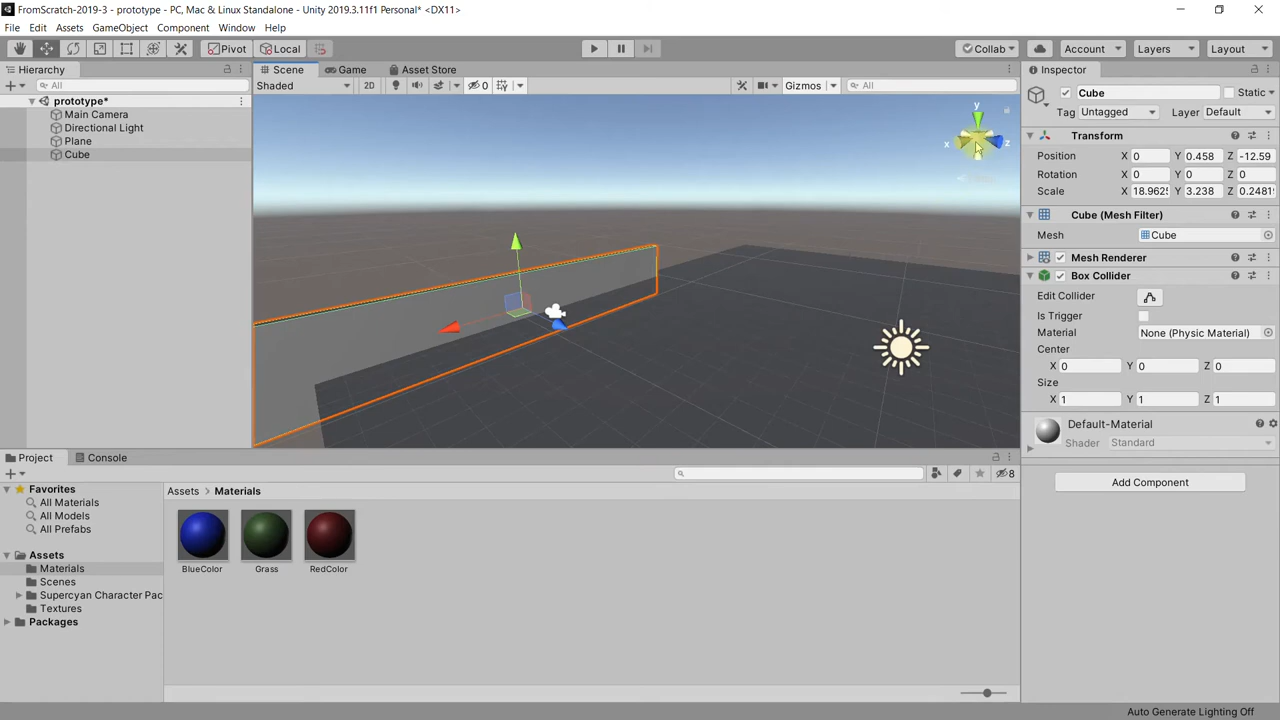 FromScratch-2019-3 - prototype - PC, Mac & Linux Standalone - Unity 2019.3.11f1 Personal* <DX11>
File Edit Assets GameObject Component Window Help
Pivot Local Collab Account Layers Layout
Hierarchy Scene Game Asset Store Inspector
All Shaded 2D 0 Gizmos All
Cube Static
prototype*
Main Camera
Directional Light
Plane
Cube
y
x
z
Tag Untagged Layer Default
Transform
Position X 0 Y 0.458 Z -12.59
Rotation X 0 Y 0 Z 0
Scale X 18.962 Y 3.238 Z 0.2481
Cube (Mesh Filter)
Mesh Cube
Mesh Renderer
Box Collider
Edit Collider
Is Trigger
Material None (Physic Material)
Center
X 0 Y 0 Z 0
Size
X 1 Y 1 Z 1
Default-Material
Shader Standard
Add Component
Project Console
8
Favorites
All Materials
All Models
All Prefabs
Assets
Materials
Scenes
Supercyan Character Pac
Textures
Packages
Assets > Materials
BlueColor Grass RedColor
Auto Generate Lighting Off